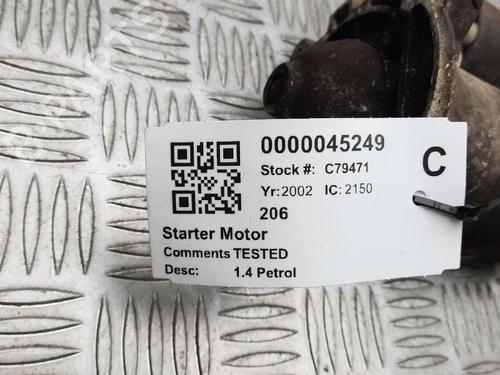 0000045249
Stock #: C79471
C
Yr: 2002 IC: 2150
206
Starter Motor
Comments TESTED
Desc: 1.4 Petrol